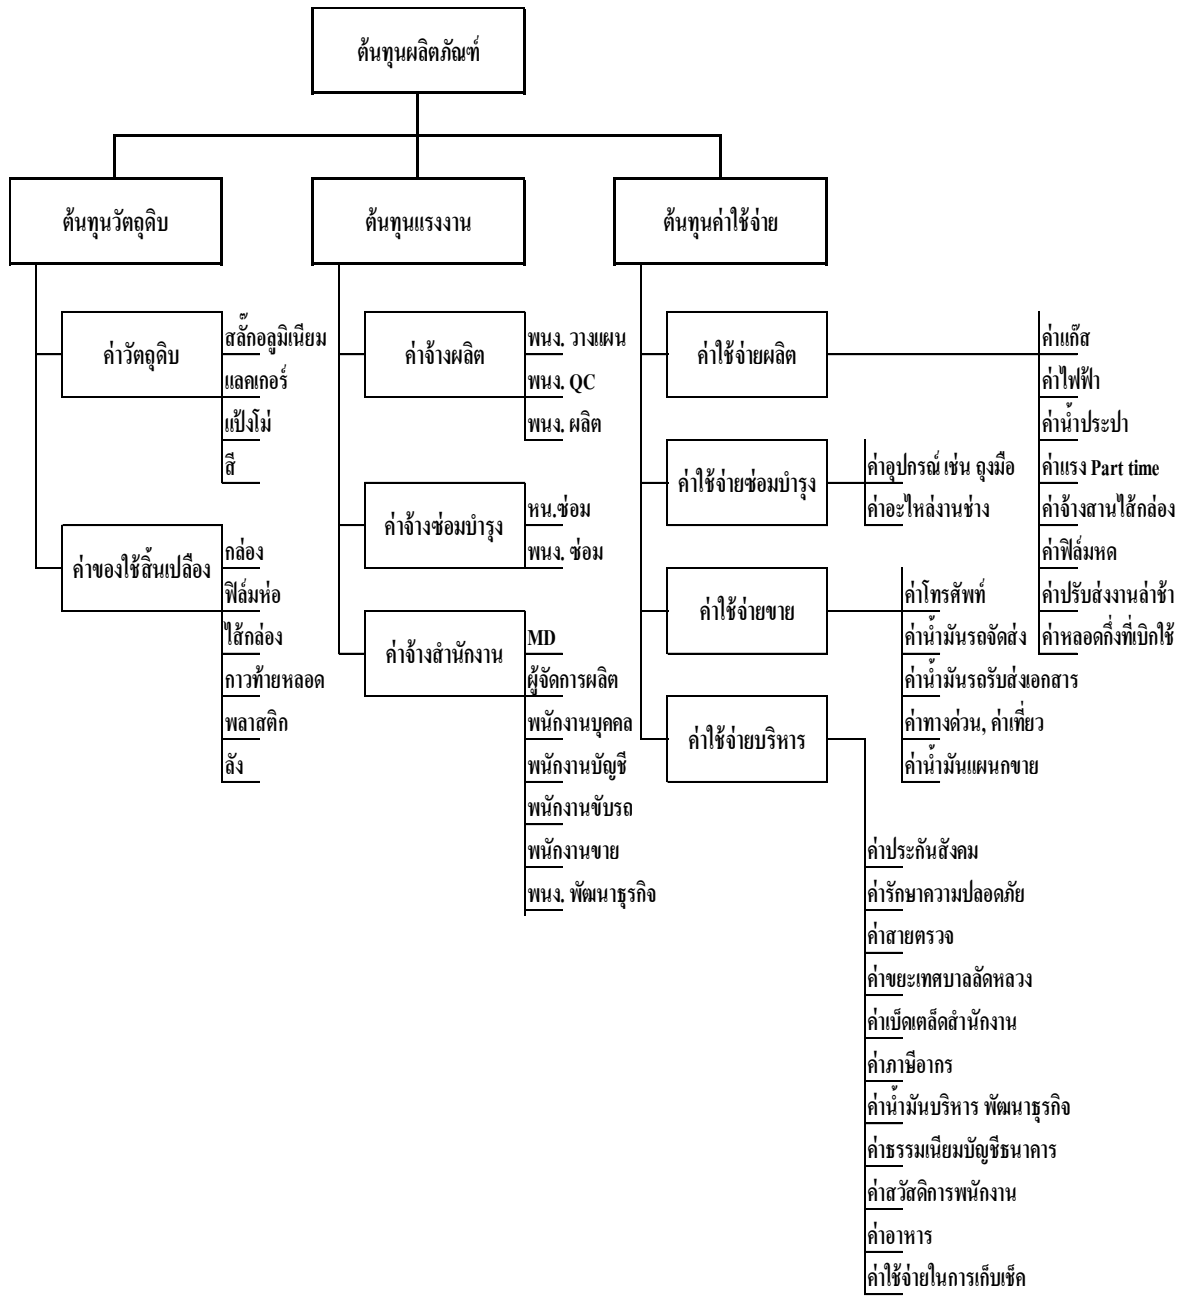 ต้นทุนผลิตภัณฑ์
ต้นทุนวัตถุดิบ
ต้นทุนแรงงาน
ต้นทุนค่าใช้จ่าย
ค่าวัตถุดิบ
สลั๊กอลูมิเนียม
แลคเกอร์
แป้งโม่
สี
ค่าของใช้สิ้นเปลือง
กล่อง
ฟิล์มห่อ
ไส้กล่อง
กาวท้ายหลอด
พลาสติก
ลัง
ค่าจ้างผลิต
พนง. วางแผน
พนง. QC
พนง. ผลิต
ค่าจ้างซ่อมบำรุง
หน.ซ่อม
พนง. ซ่อม
ค่าจ้างสำนักงาน
MD
ผู้จัดการผลิต
พนักงานบุคคล
พนักงานบัญชี
พนักงานขับรถ
พนักงานขาย
พนง. พัฒนาธุรกิจ
ค่าใช้จ่ายผลิต
ค่าแก๊ส
ค่าไฟฟ้า
ค่าน้ำประปา
ค่าแรง Part time
ค่าจ้างสานไส้กล่อง
ค่าฟิล์มหด
ค่าปรับส่งงานล่าช้า
ค่าหลอดกึ่งที่เบิกใช้
ค่าใช้จ่ายซ่อมบำรุง
ค่าอุปกรณ์ เช่น ถุงมือ
ค่าอะไหล่งานช่าง
ค่าใช้จ่ายขาย
ค่าโทรศัพท์
ค่าน้ำมันรถจัดส่ง
ค่าน้ำมันรถรับส่งเอกสาร
ค่าทางด่วน, ค่าเที่ยว
ค่าน้ำมันแผนกขาย
ค่าใช้จ่ายบริหาร
ค่าประกันสังคม
ค่ารักษาความปลอดภัย
ค่าสายตรวจ
ค่าขยะเทศบาลลัดหลวง
ค่าเบ็ดเตล็ดสำนักงาน
ค่าภาษีอากร
ค่าน้ำมันบริหาร พัฒนาธุรกิจ
ค่าธรรมเนียมบัญชีธนาคาร
ค่าสวัสดิการพนักงาน
ค่าอาหาร
ค่าใช้จ่ายในการเก็บเช็ค